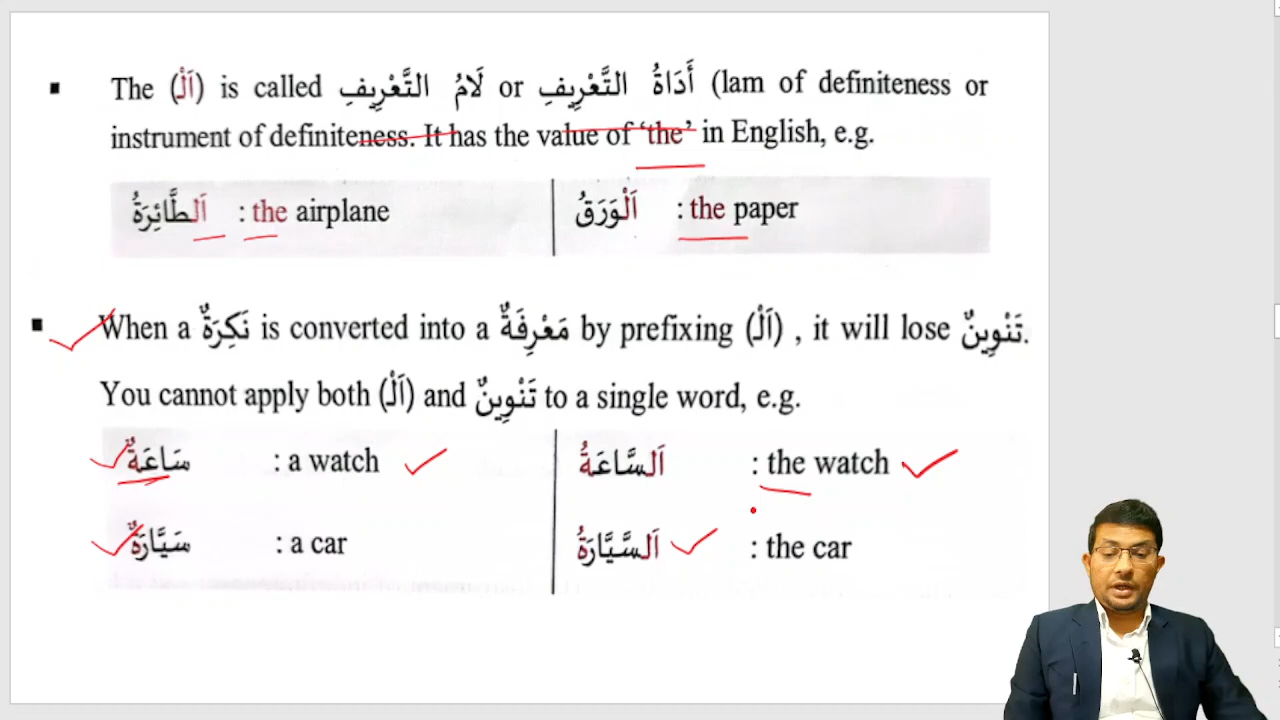 The (اَلْ) is called لَامُ التَّعْرِيفِ or أَدَاةُ التَّعْرِيفِ (lam of definiteness or
instrument of definiteness. It has the value of ‘the’ in English, e.g.
اَلطَّائِرَةُ : the airplane اَلْوَرَقُ : the paper
When a نَكِرَةٌ is converted into a مَعْرِفَةٌ by prefixing (اَلْ) , it will lose تَنْوِينٌ.
You cannot apply both (اَلْ) and تَنْوِينٌ to a single word, e.g.
سَاعَةٌ : a watch اَلسَّاعَةُ : the watch
سَيَّارَةٌ : a car اَلسَّيَّارَةُ : the car